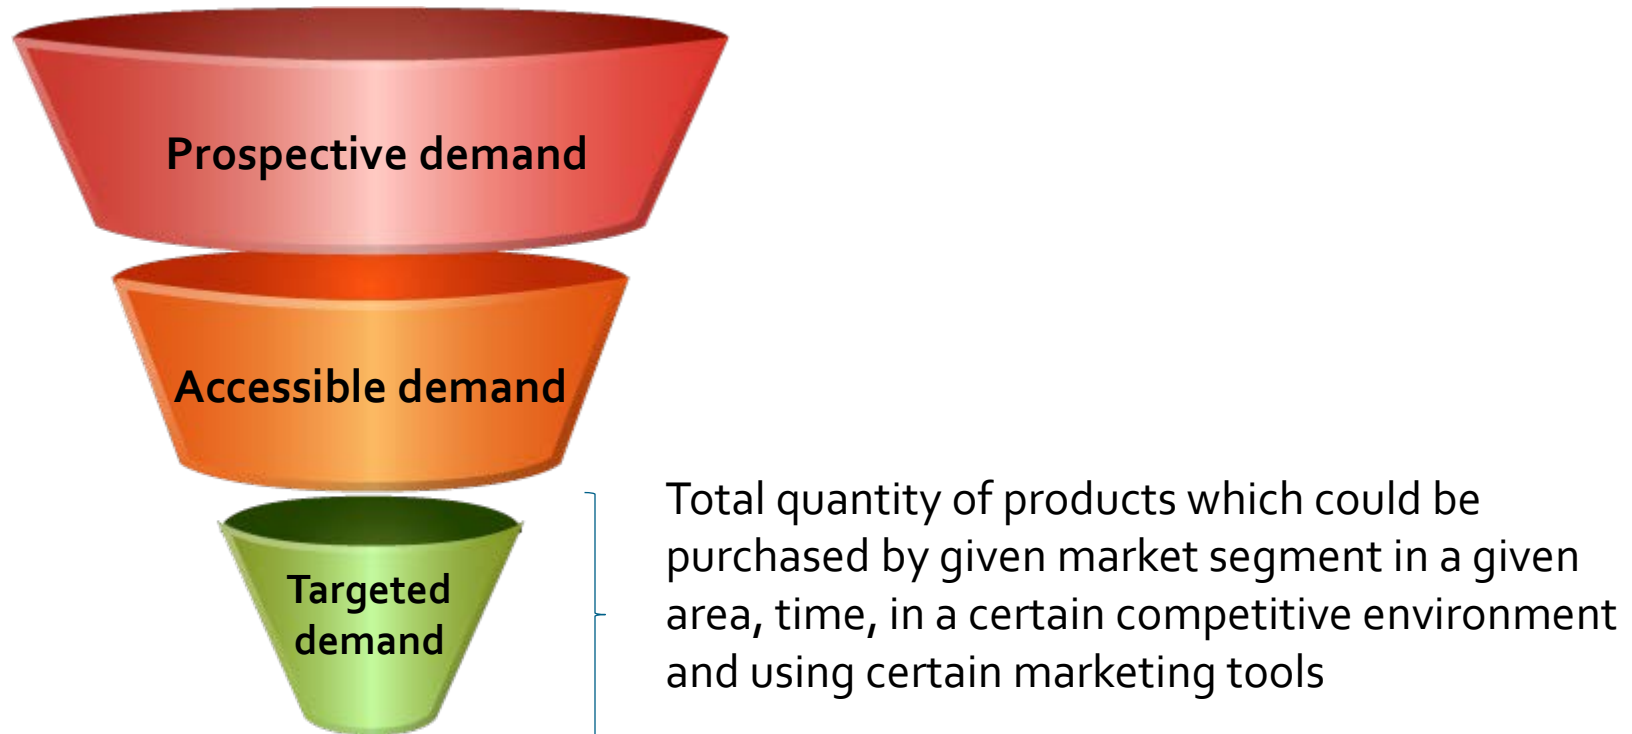 Prospective demand
Accessible demand
Targeted
demand
Total quantity of products which could be
purchased by given market segment in a given
area, time, in a certain competitive environment
and using certain marketing tools